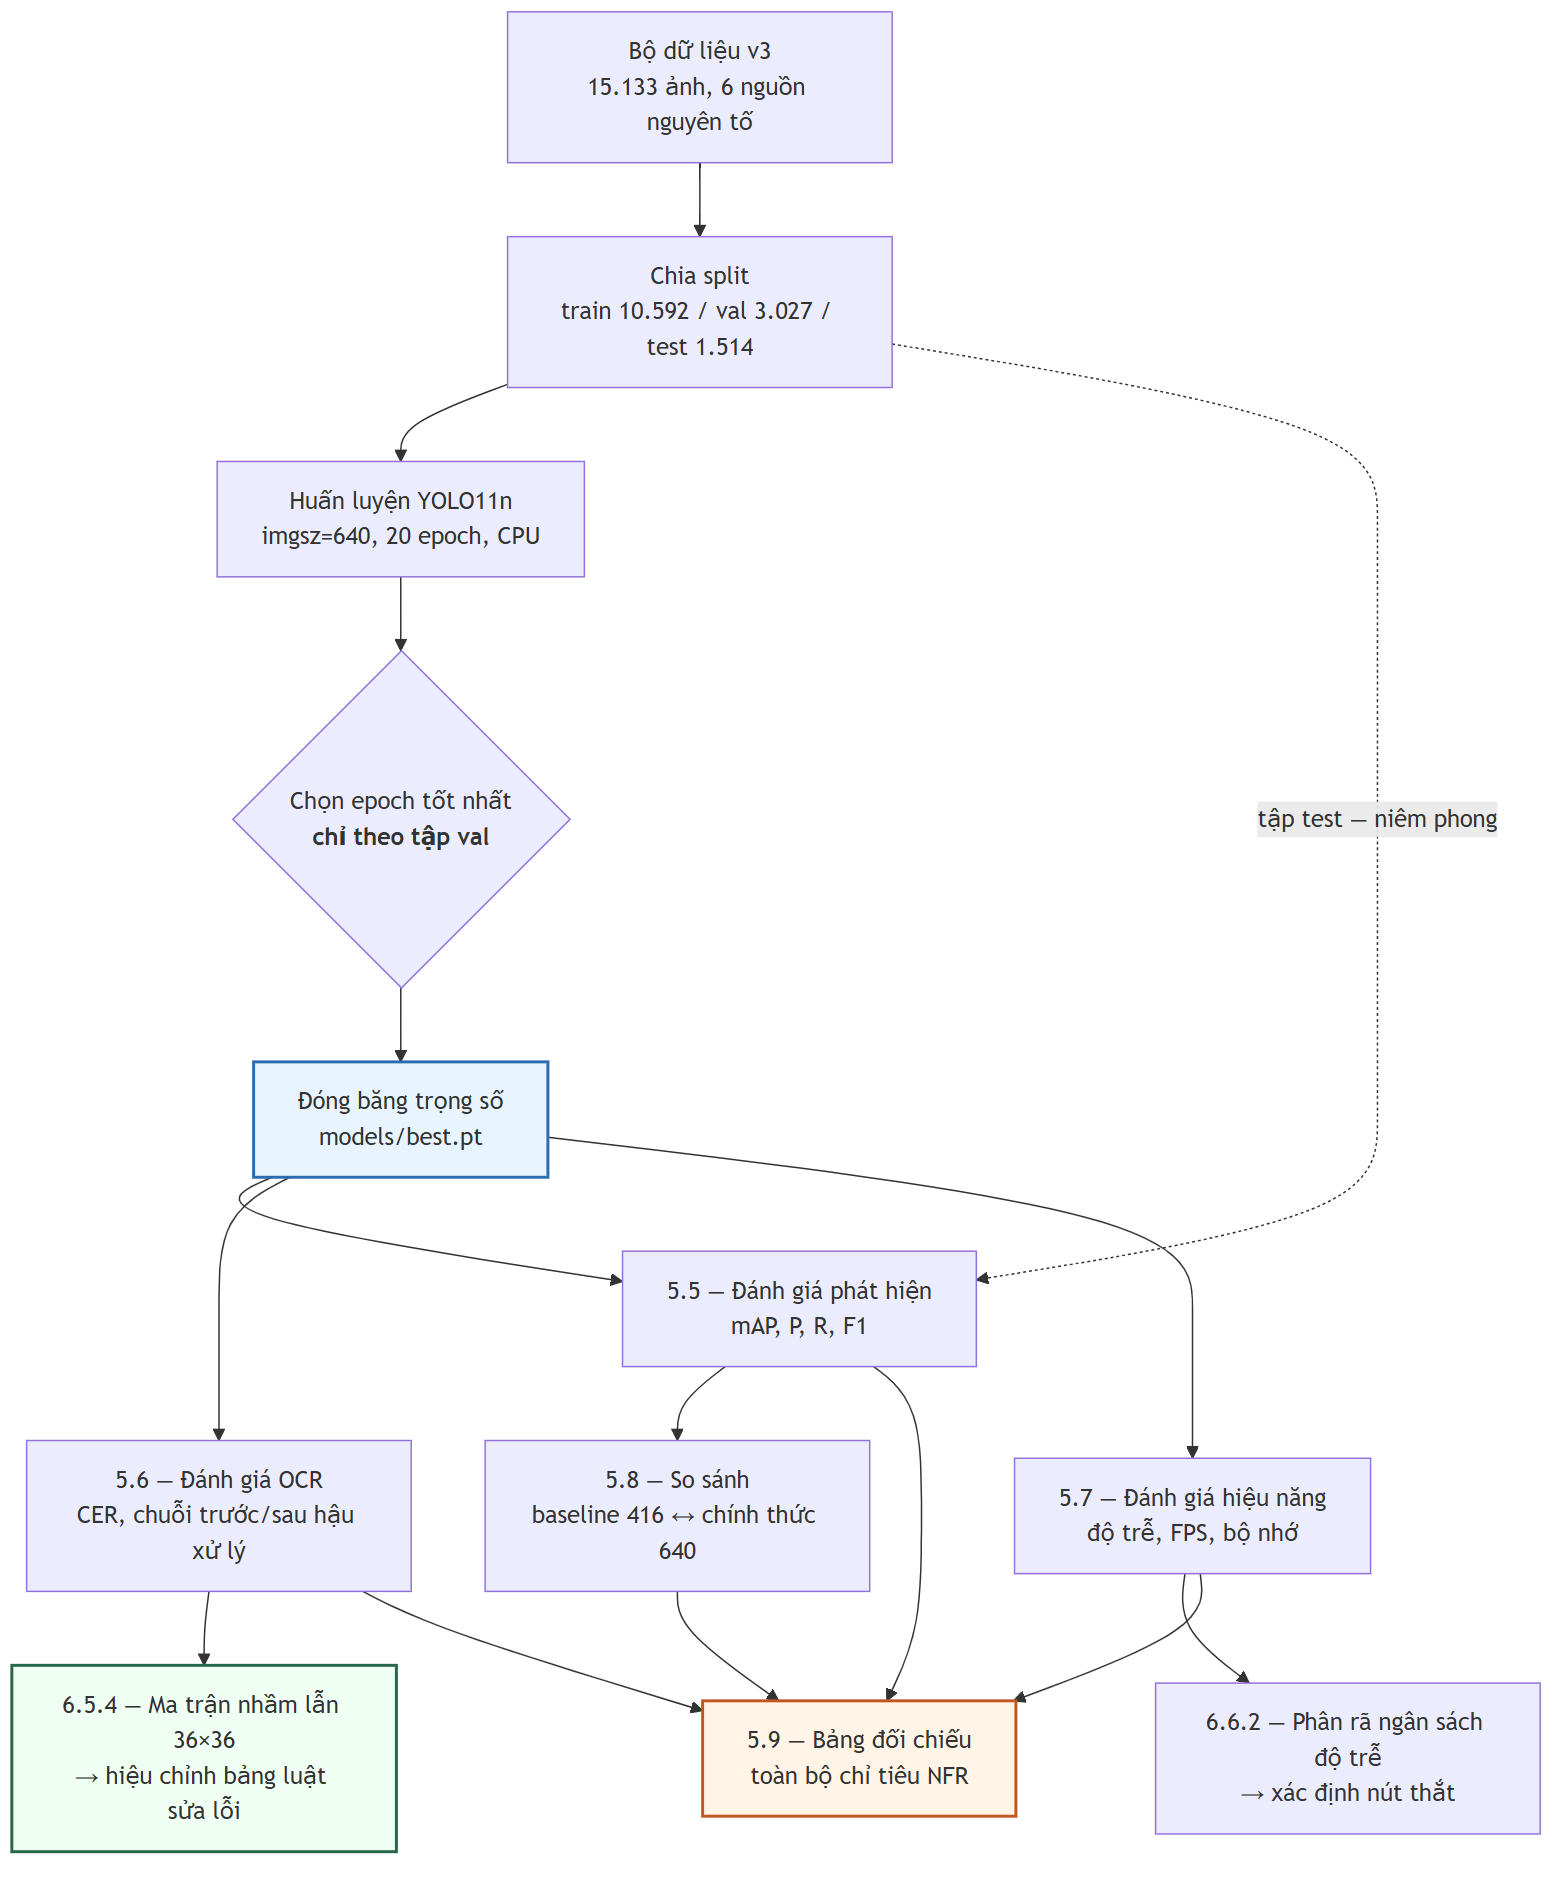 Bộ dữ liệu v3
15.133 ảnh, 6 nguồn
nguyên tố
Chia split
train 10.592 / val 3.027 /
test 1.514
Huấn luyện YOLO11n
imgsz=640, 20 epoch, CPU
Chọn epoch tốt nhất
chỉ theo tập val
tập test — niêm phong
Đóng băng trọng số
models/best.pt
5.5 — Đánh giá phát hiện
mAP, P, R, F1
5.6 — Đánh giá OCR
CER, chuỗi trước/sau hậu
xử lý
5.8 — So sánh
baseline 416 ↔ chính thức
640
5.7 — Đánh giá hiệu năng
độ trễ, FPS, bộ nhớ
6.5.4 — Ma trận nhầm lẫn
36×36
→ hiệu chỉnh bảng luật
sửa lỗi
5.9 — Bảng đối chiếu
toàn bộ chỉ tiêu NFR
6.6.2 — Phân rã ngân sách
độ trễ
→ xác định nút thắt